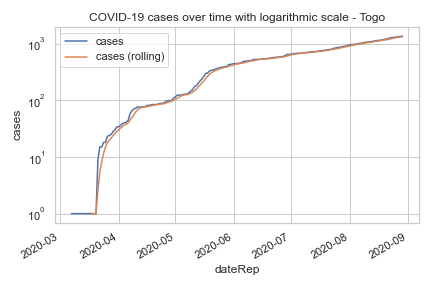 COVID-19 cases over time with logarithmic scale - Togo
cases
cases (rolling)
10³
10²
10¹
10⁰
cases
2020-03
2020-04
2020-05
2020-06
2020-07
2020-08
2020-09
dateRep